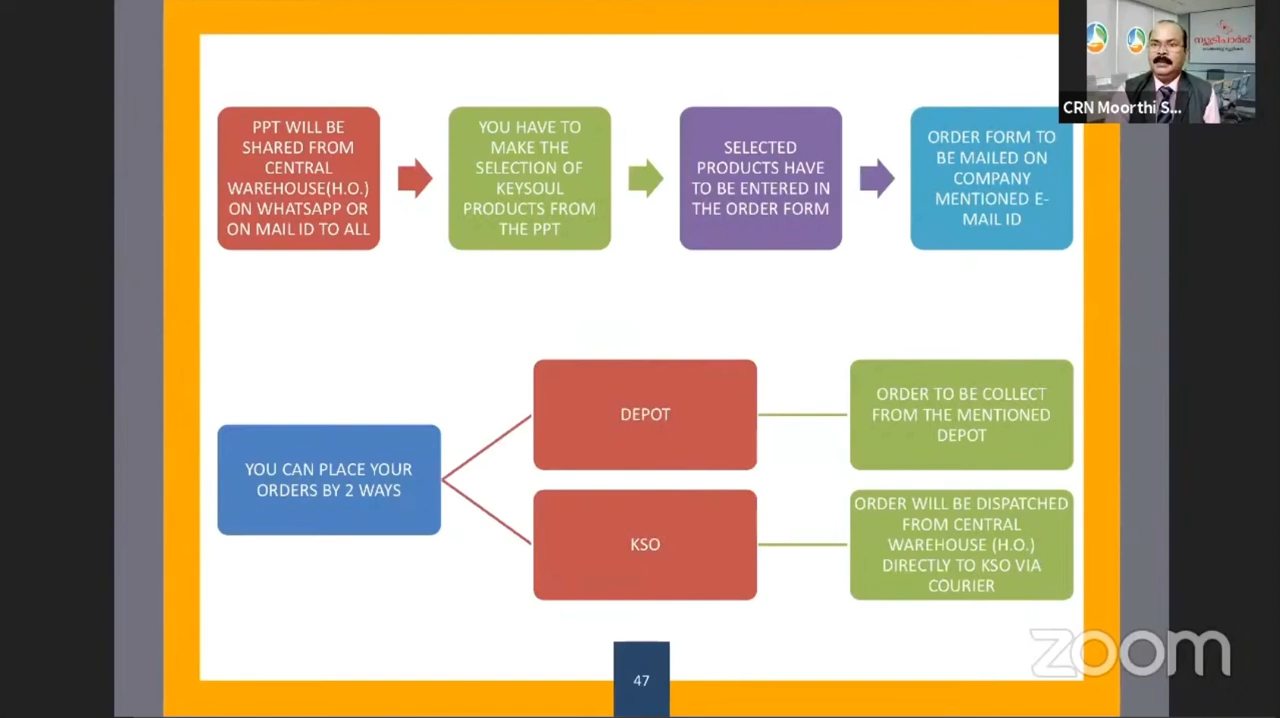 PPT WILL BE
SHARED FROM
CENTRAL
WAREHOUSE(H.O.)
ON WHATSAPP OR
ON MAIL ID TO ALL
YOU HAVE TO
MAKE THE
SELECTION OF
KEYSOUL
PRODUCTS FROM
THE PPT
SELECTED
PRODUCTS HAVE
TO BE ENTERED IN
THE ORDER FORM
ORDER FORM TO
BE MAILED ON
COMPANY
MENTIONED E-
MAIL ID
ന്യൂട്രിചാർജ്
CRN Moorthi S...
YOU CAN PLACE YOUR
ORDERS BY 2 WAYS
DEPOT
ORDER TO BE COLLECT
FROM THE MENTIONED
DEPOT
KSO
ORDER WILL BE DISPATCHED
FROM CENTRAL
WAREHOUSE (H.O.)
DIRECTLY TO KSO VIA
COURIER
47
zoom